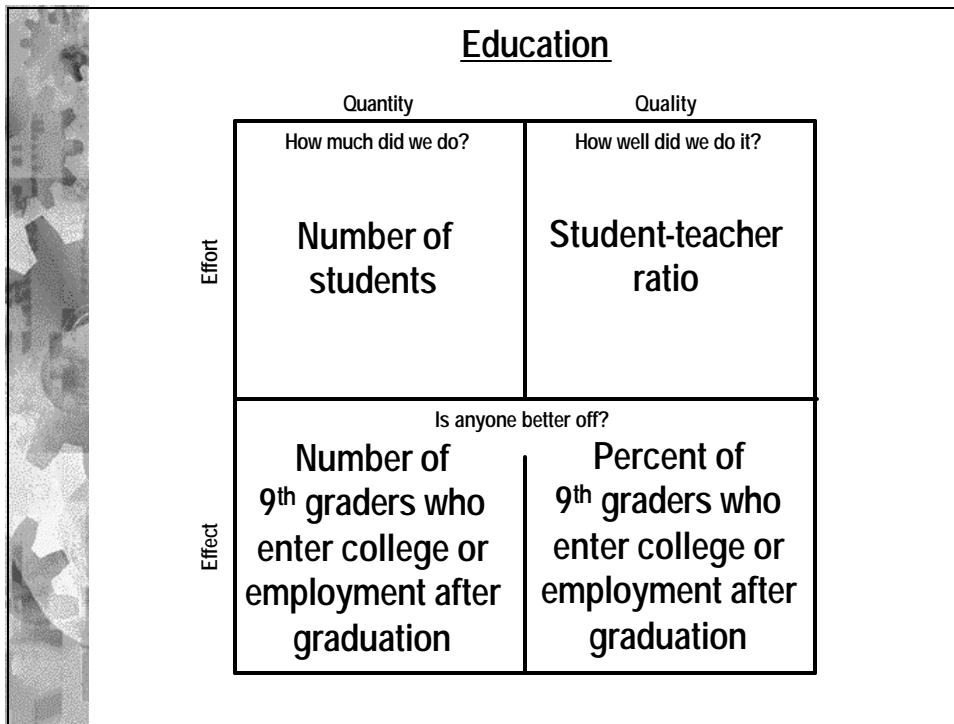 Education
Quantity
Quality
How much did we do?
How well did we do it?
Effort
Number of
students
Student-teacher
ratio
Is anyone better off?
Effect
Number of
9th graders who
enter college or
employment after
graduation
Percent of
9th graders who
enter college or
employment after
graduation